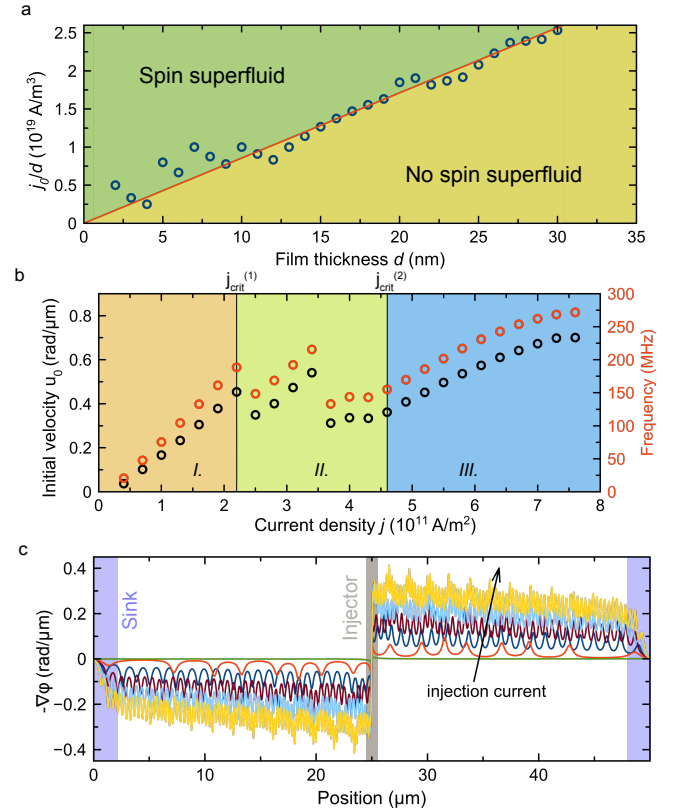 a
2.5
2
1.5
1
0.5
0
j₀/d (10¹⁹ A/m³)
Spin superfluid
No spin superfluid
0 5 10 15 20 25 30 35
Film thickness d (nm)
b
j_crit⁽¹⁾ j_crit⁽²⁾
0.8
0.6
0.4
0.2
0
Initial velocity u₀ (rad/µm)
300
250
200
150
100
50
0
Frequency (MHz)
I. II. III.
0 1 2 3 4 5 6 7 8
Current density j (10¹¹ A/m²)
c
0.4
0.2
0
−0.2
−0.4
-∇φ (rad/µm)
Sink
Injector
injection current
0 10 20 30 40
Position (µm)